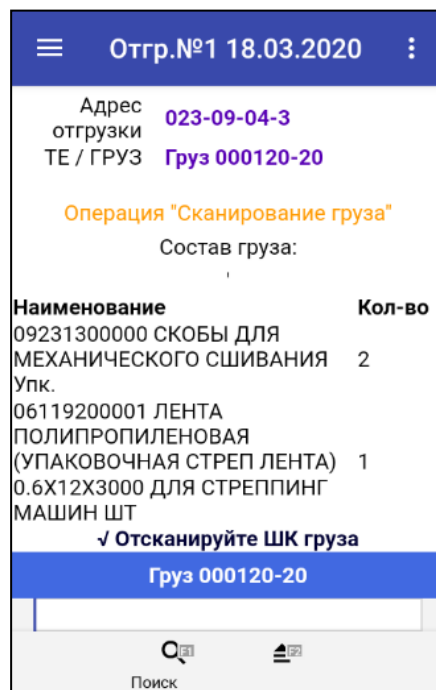 Отгр.№1 18.03.2020
Адрес отгрузки 023-09-04-3
ТЕ / ГРУЗ Груз 000120-20
Операция "Сканирование груза"
Состав груза:
Наименование Кол-во
09231300000 СКОБЫ ДЛЯ
МЕХАНИЧЕСКОГО СШИВАНИЯ 2
Упк.
06119200001 ЛЕНТА
ПОЛИПРОПИЛЕНОВАЯ
(УПАКОВОЧНАЯ СТРЕП ЛЕНТА) 1
0.6X12X3000 ДЛЯ СТРЕППИНГ
МАШИН ШТ
√ Отсканируйте ШК груза
Груз 000120-20
F1 F2
Поиск